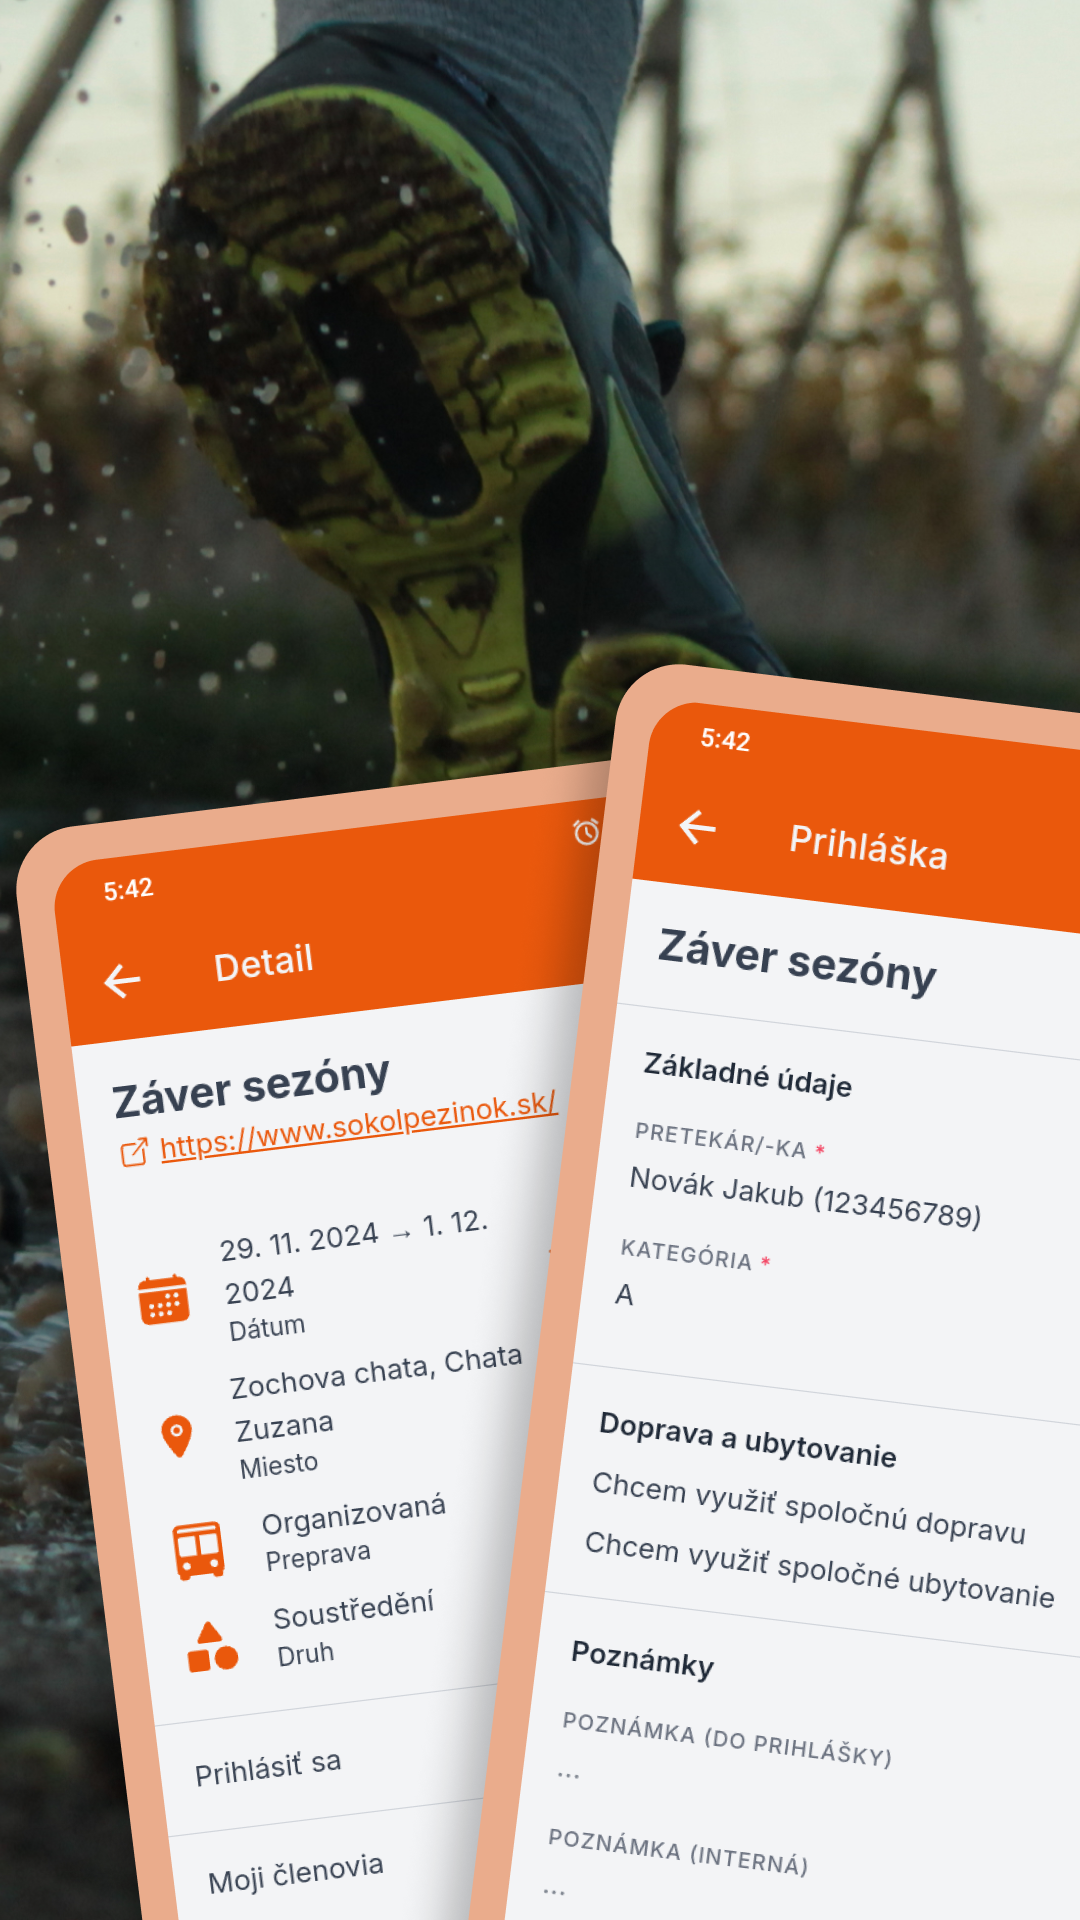 5:42
Detail
Záver sezóny
https://www.sokolpezinok.sk/
29. 11. 2024 → 1. 12.
2024
Dátum
Zochova chata, Chata
Zuzana
Miesto
Organizovaná
Preprava
Soustředění
Druh
Prihlásiť sa
Moji členovia
5:42
Prihláška
Záver sezóny
Základné údaje
PRETEKÁR/-KA *
Novák Jakub (123456789)
KATEGÓRIA *
A
Doprava a ubytovanie
Chcem využiť spoločnú dopravu
Chcem využiť spoločné ubytovanie
Poznámky
POZNÁMKA (DO PRIHLÁŠKY)
...
POZNÁMKA (INTERNÁ)
...